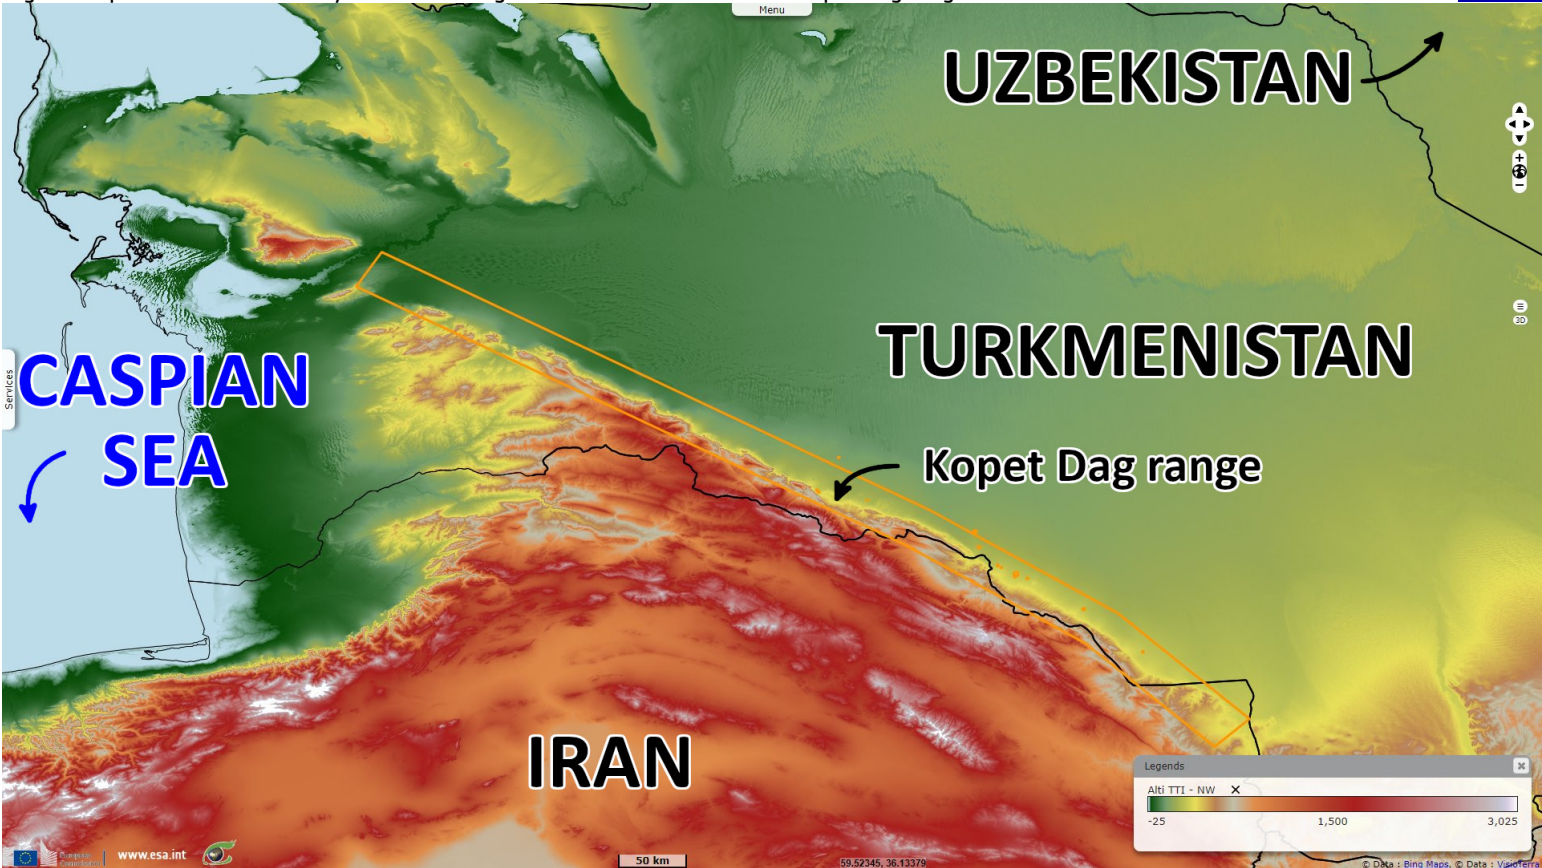 Menu
UZBEKISTAN
+
−
3D
TURKMENISTAN
Services
CASPIAN
SEA
Kopet Dag range
IRAN
Legends
Alti TTI - NW
-25
1,500
3,025
www.esa.int
50 km
59.52345, 36.13379
© Data : Bing Maps, © Data : VisioTerra